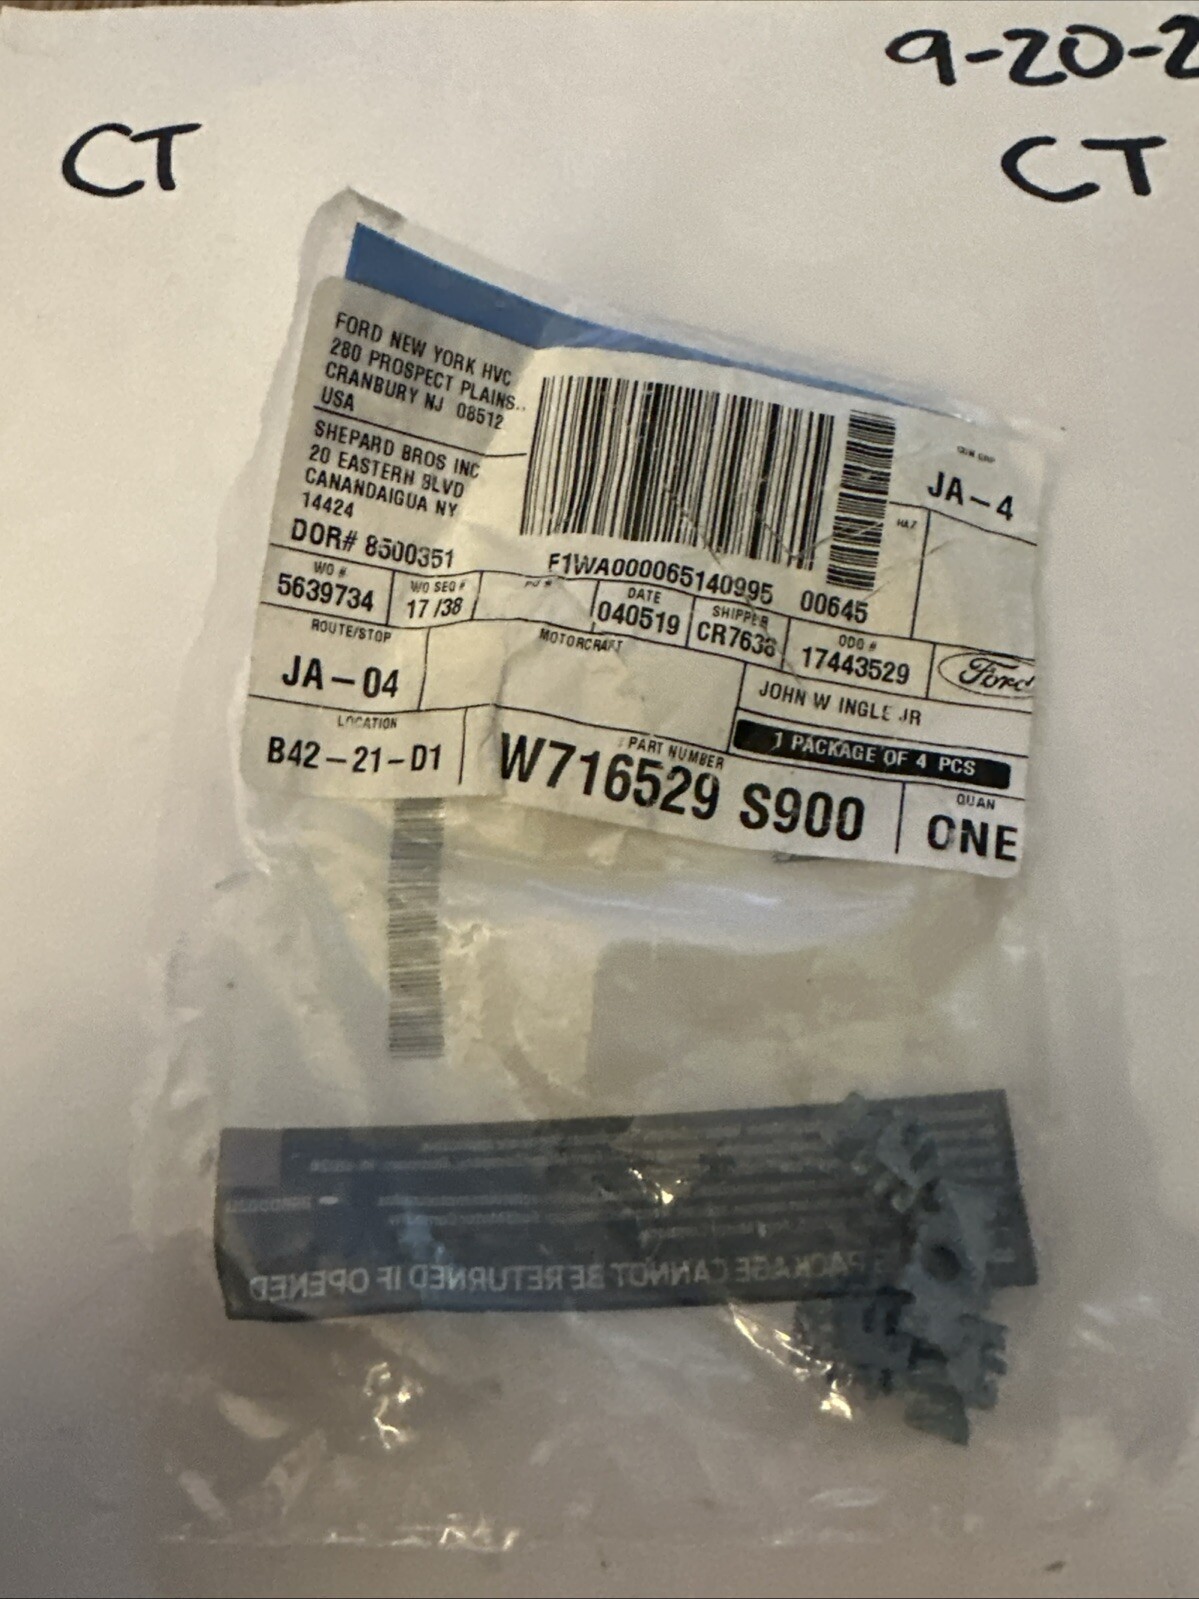 9-20-2
CT
CT
FORD NEW YORK HVC
280 PROSPECT PLAINS..
CRANBURY NJ 08512
USA
SHEPARD BROS INC
20 EASTERN BLVD
CANANDAIGUA NY
14424
DOR# 8500351
F1WA000065140995 00645
JA-4
HAZ
WO #
5639734
WO SEQ #
17 /38
DATE
040519
SHIPPER
CR7638
ODO #
17443529
Ford
ROUTE/STOP
JA-04
MOTORCRAFT
JOHN W INGLE JR
1 PACKAGE OF 4 PCS
LOCATION
B42-21-D1
PART NUMBER
W716529 S900
QUAN
ONE
PACKAGE CANNOT BE RETURNED IF OPENED